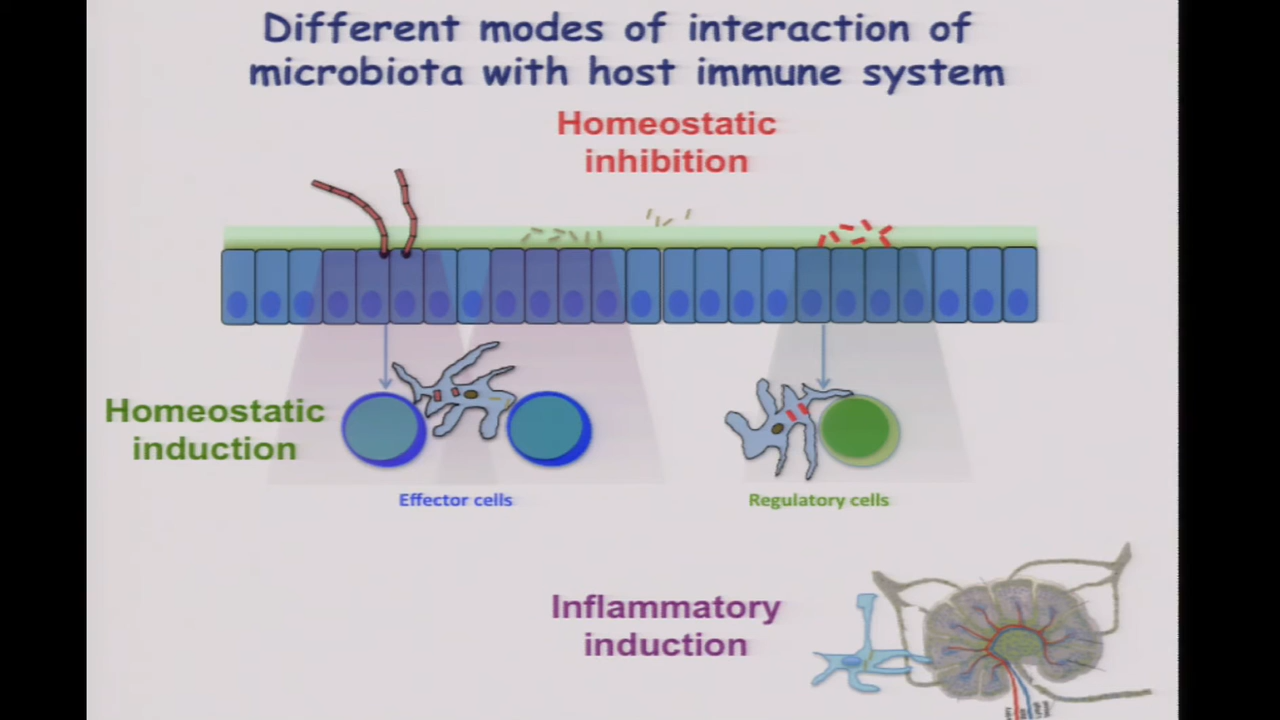 Different modes of interaction of
microbiota with host immune system
Homeostatic
inhibition
Homeostatic
induction
Effector cells
Regulatory cells
Inflammatory
induction